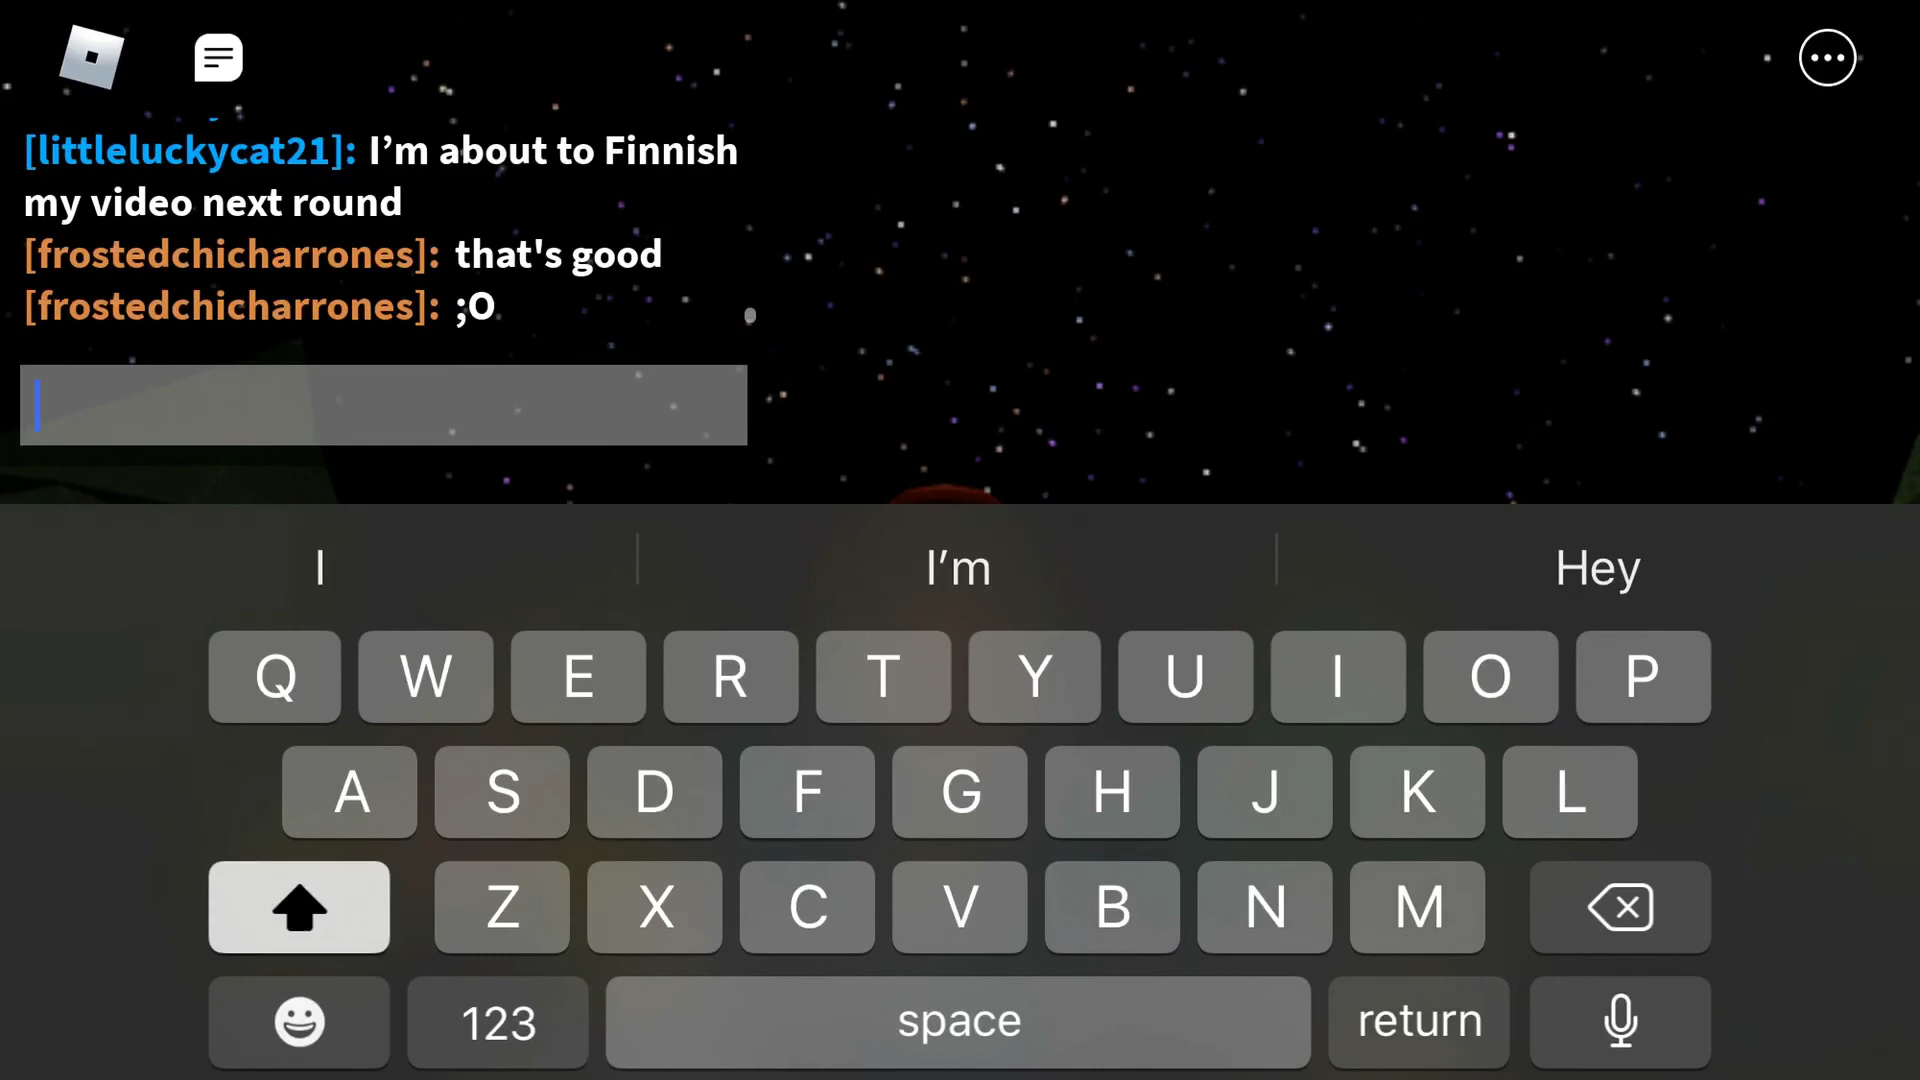 [littleluckycat21]: I’m about to Finnish
my video next round
[frostedchicharrones]: that's good
[frostedchicharrones]: ;O
I I’m Hey
Q W E R T Y U I O P
A S D F G H J K L
Z X C V B N M
123 space return